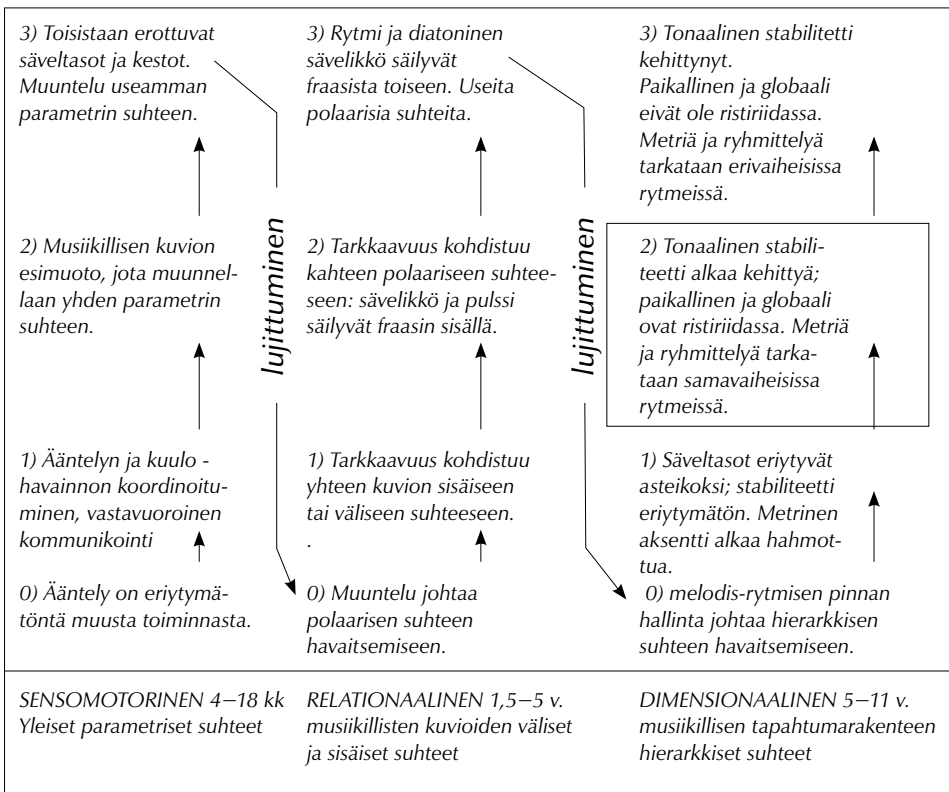 3) Toisistaan erottuvat
säveltasot ja kestot.
Muuntelu useamman
parametrin suhteen.
2) Musiikillisen kuvion
esimuoto, jota muunnel-
laan yhden parametrin
suhteen.
1) Ääntelyn ja kuulo -
havainnon koordinoitu-
minen, vastavuoroinen
kommunikointi
0) Ääntely on eriytymä-
töntä muusta toiminnasta.
lujittuminen
3) Rytmi ja diatoninen
sävelikkö säilyvät
fraasista toiseen. Useita
polaarisia suhteita.
2) Tarkkaavuus kohdistuu
kahteen polaariseen suhtee-
seen: sävelikkö ja pulssi
säilyvät fraasin sisällä.
1) Tarkkaavuus kohdistuu
yhteen kuvion sisäiseen
tai väliseen suhteeseen.
.
0) Muuntelu johtaa
polaarisen suhteen
havaitsemiseen.
lujittuminen
3) Tonaalinen stabilitetti
kehittynyt.
Paikallinen ja globaali
eivät ole ristiriidassa.
Metriä ja ryhmittelyä
tarkataan erivaiheisissa
rytmeissä.
2) Tonaalinen stabili-
teetti alkaa kehittyä;
paikallinen ja globaali
ovat ristiriidassa. Metriä
ja ryhmittelyä tarka-
taan samavaiheisissa
rytmeissä.
1) Säveltasot eriytyvät
asteikoksi; stabiliteetti
eriytymätön. Metrinen
aksentti alkaa hahmot-
tua.
0) melodis-rytmisen pinnan
hallinta johtaa hierarkkisen
suhteen havaitsemiseen.
SENSOMOTORINEN 4–18 kk
Yleiset parametriset suhteet
RELATIONAALINEN 1,5–5 v.
musiikillisten kuvioiden väliset
ja sisäiset suhteet
DIMENSIONAALINEN 5–11 v.
musiikillisen tapahtumarakenteen
hierarkkiset suhteet